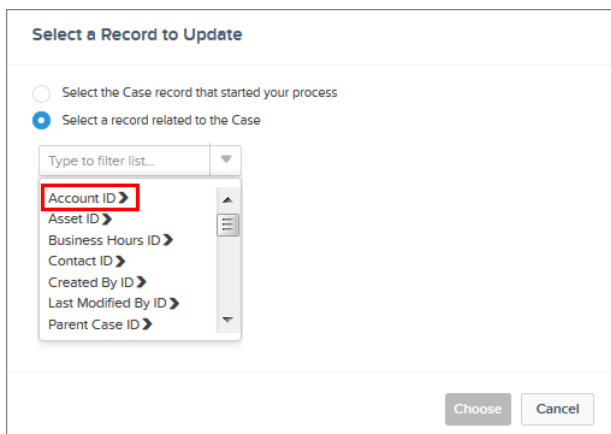 Select a Record to Update
Select the Case record that started your process
Select a record related to the Case
Type to filter list...
Account ID
Asset ID
Business Hours ID
Contact ID
Created By ID
Last Modified By ID
Parent Case ID
Choose Cancel